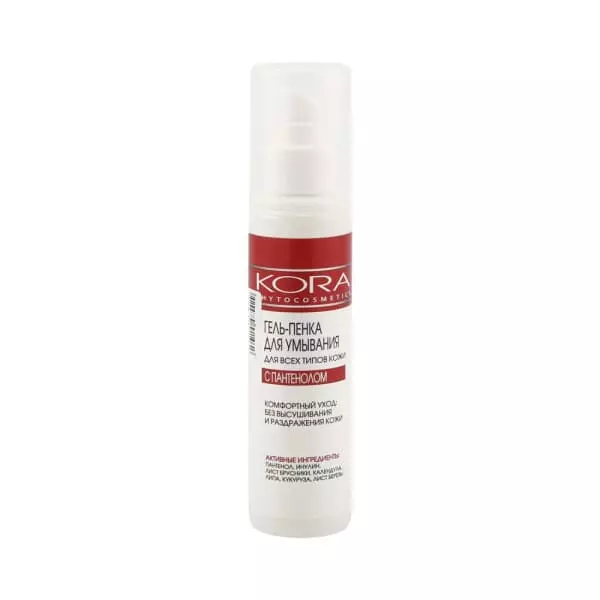 KORA
PHYTOCOSMETICS
ГЕЛЬ-ПЕНКА
ДЛЯ УМЫВАНИЯ
ДЛЯ ВСЕХ ТИПОВ КОЖИ
С ПАНТЕНОЛОМ
КОМФОРТНЫЙ УХОД:
БЕЗ ВЫСУШИВАНИЯ
И РАЗДРАЖЕНИЯ КОЖИ
АКТИВНЫЕ ИНГРЕДИЕНТЫ:
ПАНТЕНОЛ, ИНУЛИН,
ЛИСТ БРУСНИКИ, КАЛЕНДУЛА,
ЛИПА, КУКУРУЗА, ЛИСТ БЕРЕЗЫ